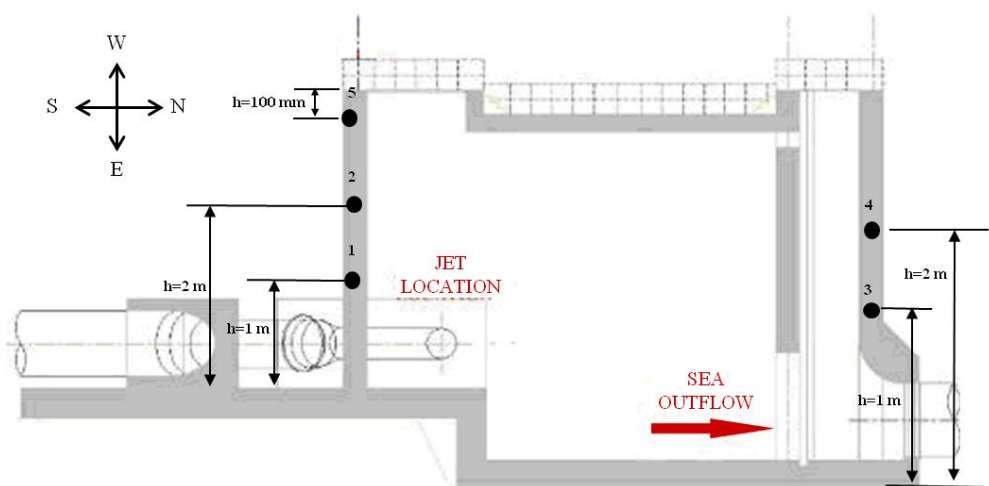 W
S
N
E
h=100 mm
5
2
1
h=2 m
h=1 m
JET
LOCATION
4
3
h=2 m
h=1 m
SEA
OUTFLOW